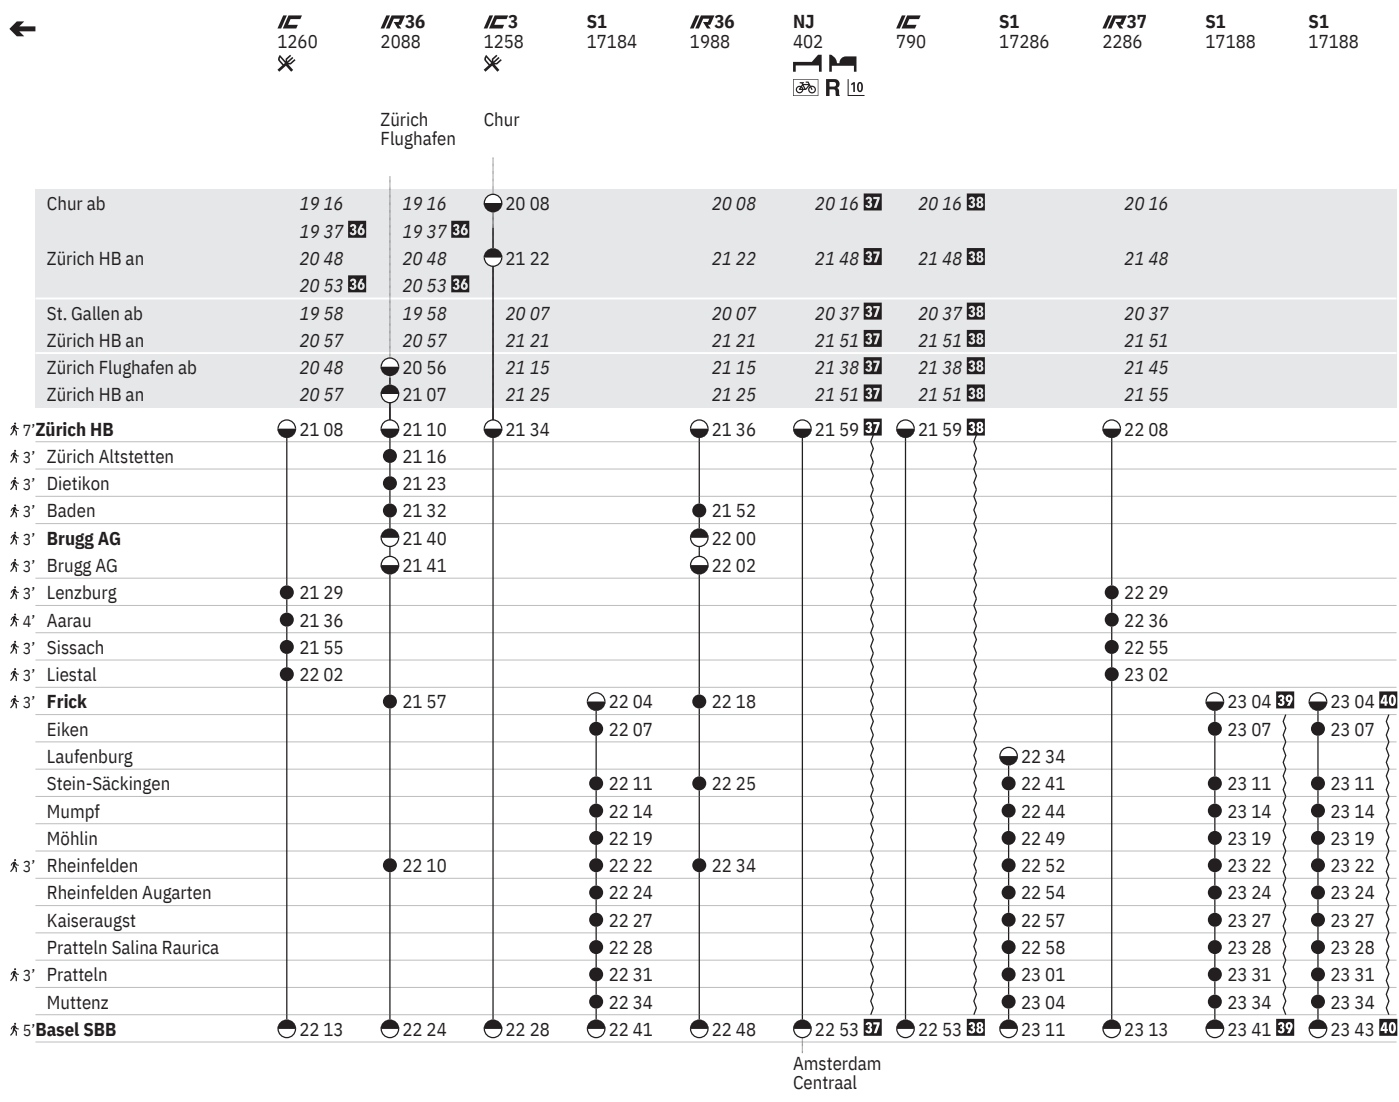 IC IR36 IC3 S1 IR36 NJ IC S1 IR37 S1 S1
1260 2088 1258 17184 1988 402 790 17286 2286 17188 17188
R 10
Zürich Chur
Flughafen
Chur ab 19 16 19 16 20 08 20 08 20 16 37 20 16 38 20 16
19 37 36 19 37 36
Zürich HB an 20 48 20 48 21 22 21 22 21 48 37 21 48 38 21 48
20 53 36 20 53 36
St. Gallen ab 19 58 19 58 20 07 20 07 20 37 37 20 37 38 20 37
Zürich HB an 20 57 20 57 21 21 21 21 21 51 37 21 51 38 21 51
Zürich Flughafen ab 20 48 20 56 21 15 21 15 21 38 37 21 38 38 21 45
Zürich HB an 20 57 21 07 21 25 21 25 21 51 37 21 51 38 21 55
7' Zürich HB 21 08 21 10 21 34 21 36 21 59 37 21 59 38 22 08
3' Zürich Altstetten 21 16
3' Dietikon 21 23
3' Baden 21 32 21 52
3' Brugg AG 21 40 22 00
3' Brugg AG 21 41 22 02
3' Lenzburg 21 29 22 29
4' Aarau 21 36 22 36
3' Sissach 21 55 22 55
3' Liestal 22 02 23 02
3' Frick 21 57 22 04 22 18 23 04 39 23 04 40
Eiken 22 07 23 07 23 07
Laufenburg 22 34
Stein-Säckingen 22 11 22 25 22 41 23 11 23 11
Mumpf 22 14 22 44 23 14 23 14
Möhlin 22 19 22 49 23 19 23 19
3' Rheinfelden 22 10 22 22 22 34 22 52 23 22 23 22
Rheinfelden Augarten 22 24 22 54 23 24 23 24
Kaiseraugst 22 27 22 57 23 27 23 27
Pratteln Salina Raurica 22 28 22 58 23 28 23 28
3' Pratteln 22 31 23 01 23 31 23 31
Muttenz 22 34 23 04 23 34 23 34
5' Basel SBB 22 13 22 24 22 28 22 41 22 48 22 53 37 22 53 38 23 11 23 13 23 41 39 23 43 40
Amsterdam
Centraal